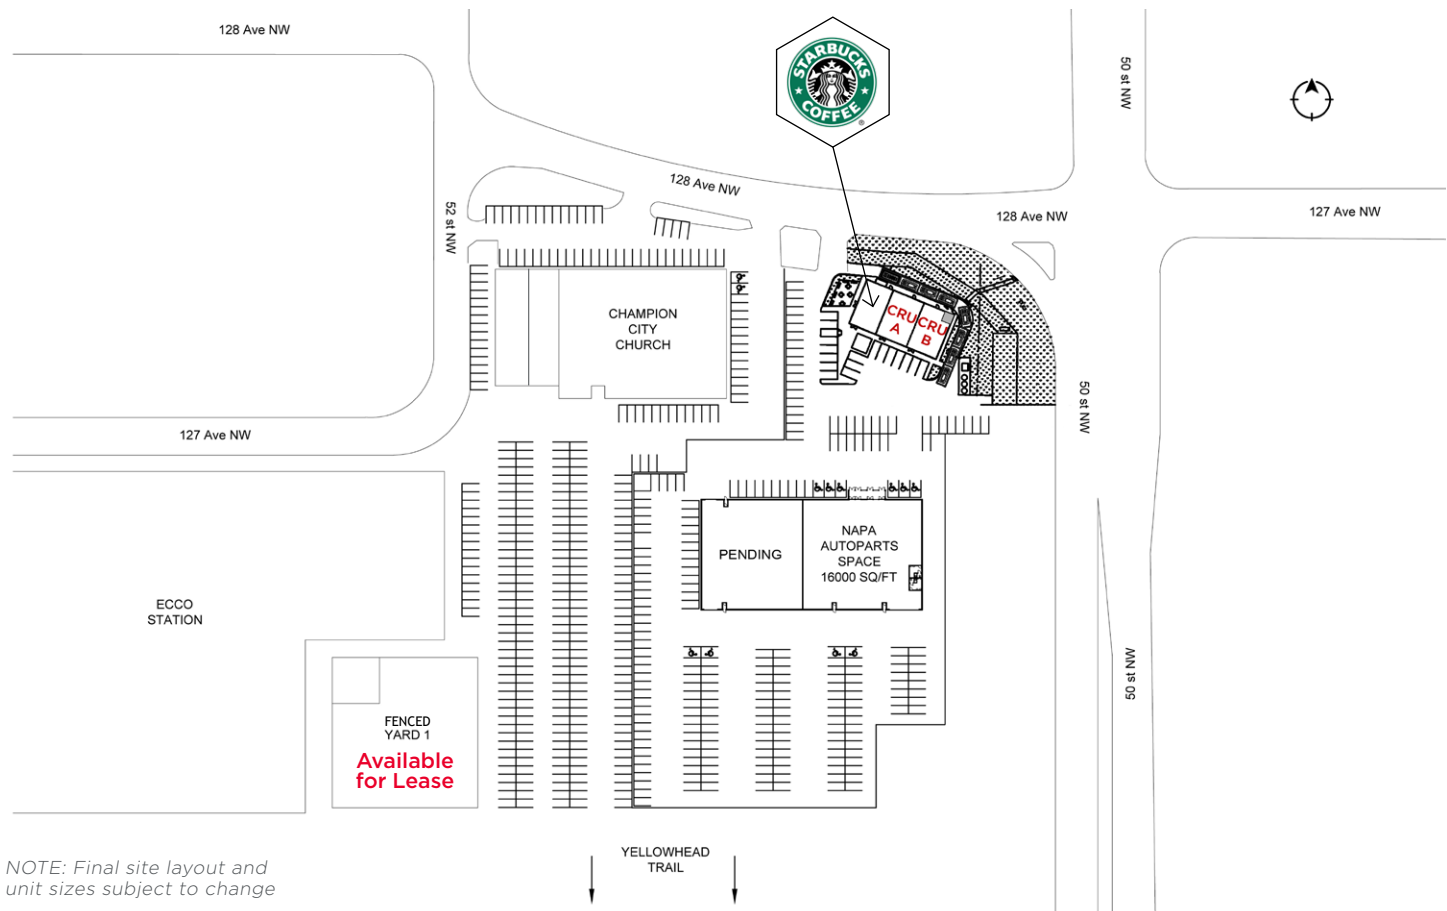 128 Ave NW
STARBUCKS
COFFEE
®
50 st NW
128 Ave NW
52 st NW
128 Ave NW
127 Ave NW
CHAMPION
CITY
CHURCH
CRU
A
CRU
B
50 st NW
127 Ave NW
PENDING
NAPA
AUTOPARTS
SPACE
16000 SQ/FT
ECCO
STATION
50 st NW
FENCED
YARD 1
Available
for Lease
YELLOWHEAD
TRAIL
NOTE: Final site layout and
unit sizes subject to change